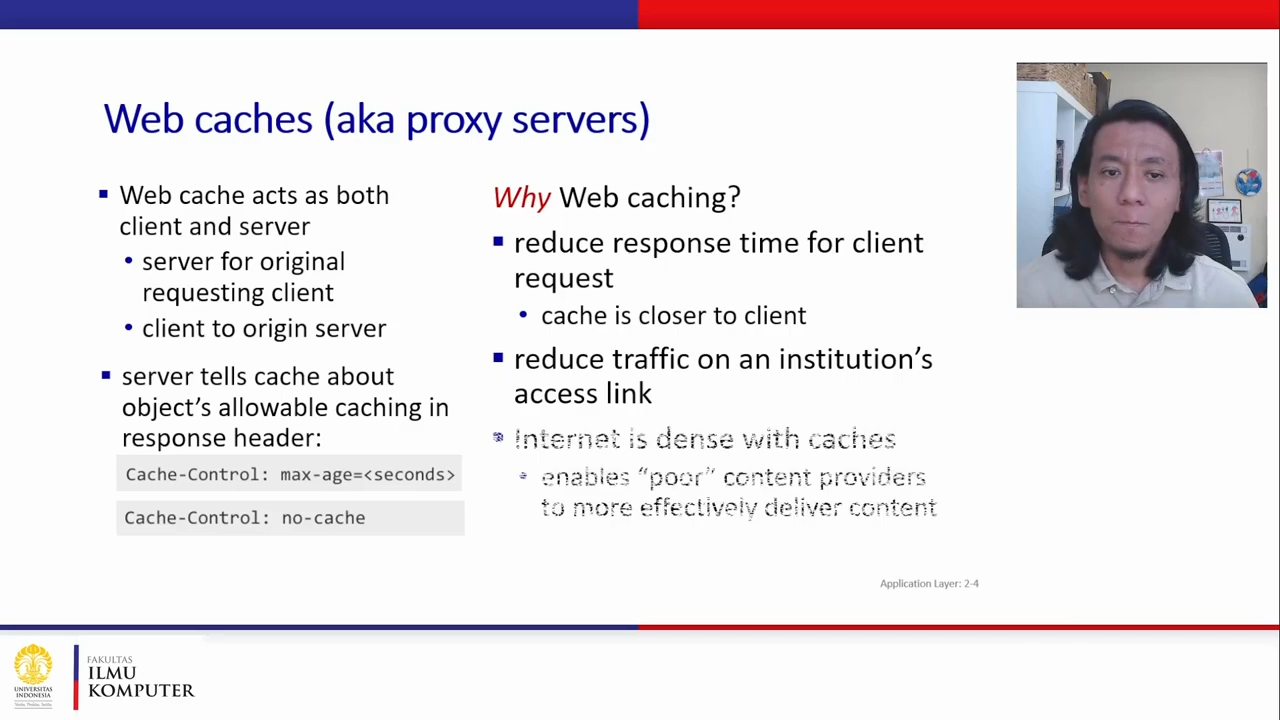 Web caches (aka proxy servers)
Web cache acts as both
client and server
server for original
requesting client
client to origin server
server tells cache about
object's allowable caching in
response header:
Cache-Control: max-age=<seconds>
Cache-Control: no-cache
Why Web caching?
reduce response time for client
request
cache is closer to client
reduce traffic on an institution's
access link
Internet is dense with caches
enables “poor” content providers
to more effectively deliver content
Application Layer: 2-4
UNIVERSITAS
INDONESIA
FAKULTAS
ILMU
KOMPUTER